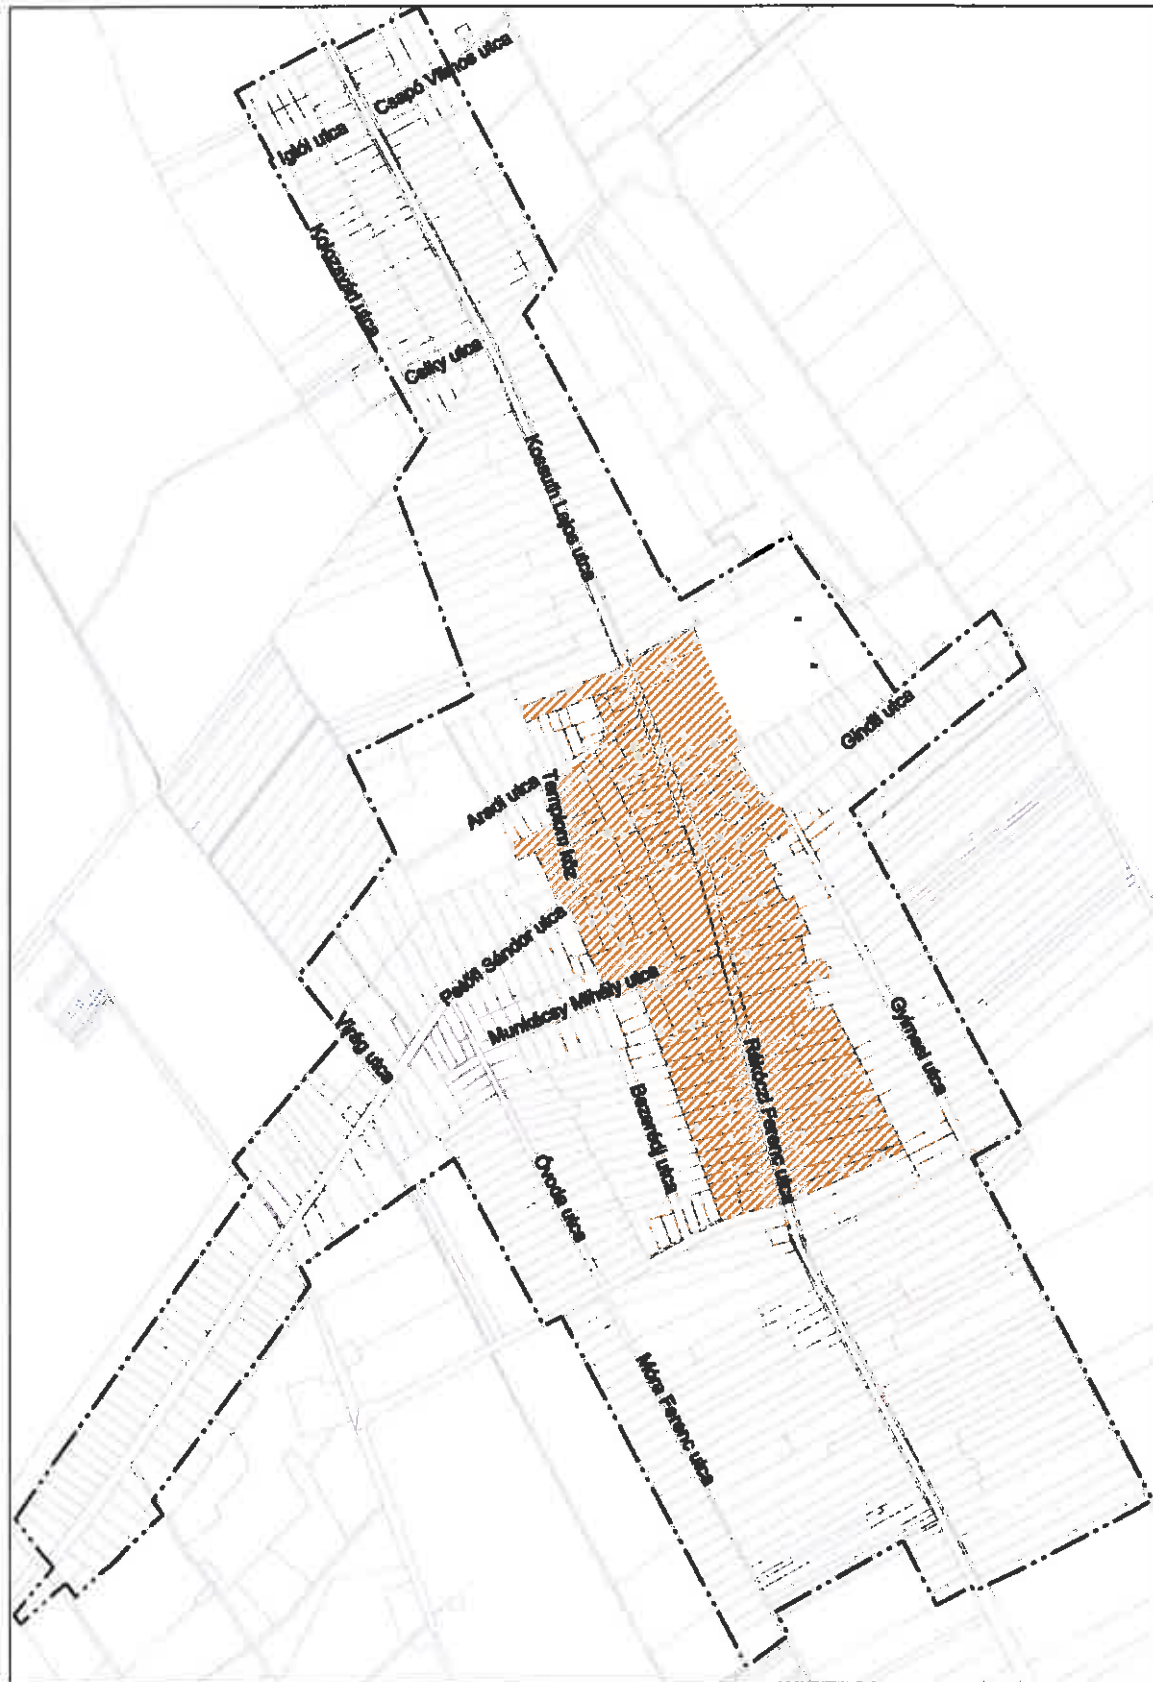 Csapó Vilmos utca
Iglói utca
Kolozsvári utca
Csiky utca
Kossuth Lajos utca
Gindli utca
Aradi utca
Templom köz
Petőfi Sándor utca
Munkácsy Mihály utca
Virág utca
Gyimesi utca
Rákóczi Ferenc utca
Bezerédj utca
Óvoda utca
Móra Ferenc utca